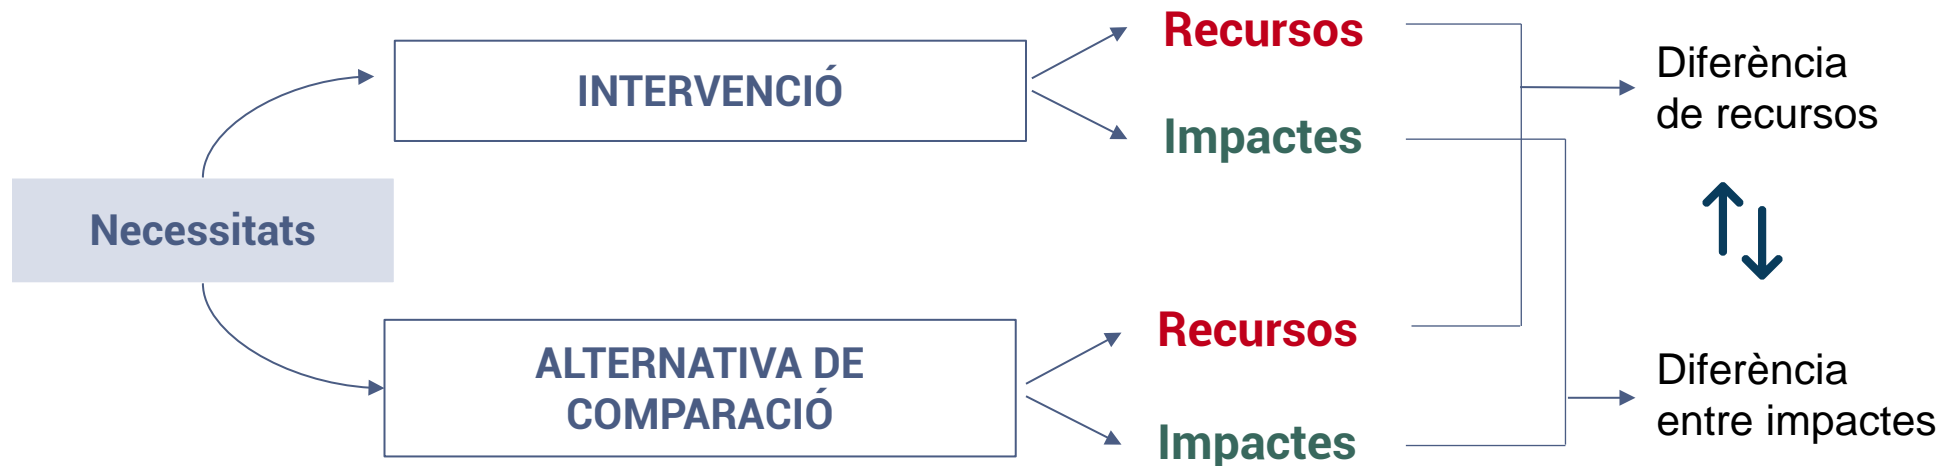 Necessitats
INTERVENCIÓ
Recursos
Impactes
Diferència
de recursos
ALTERNATIVA DE
COMPARACIÓ
Recursos
Impactes
Diferència
entre impactes